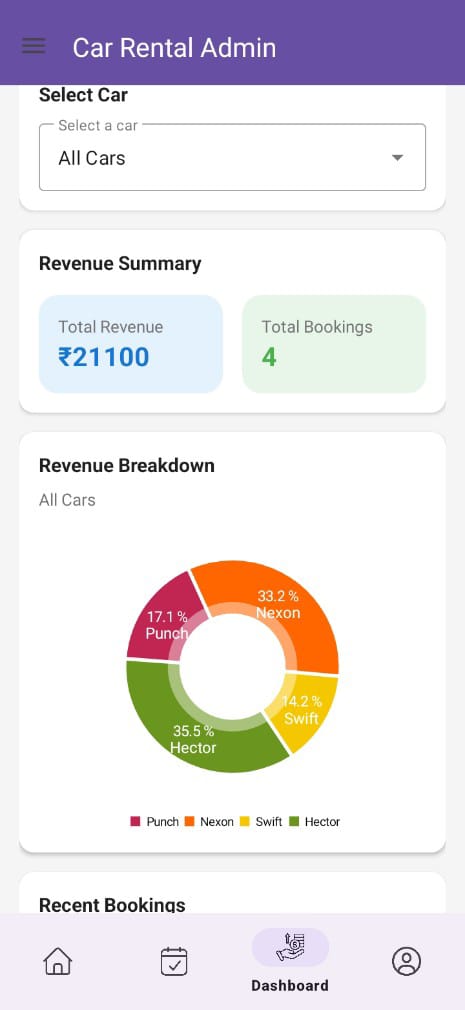 Car Rental Admin
Select Car
Select a car
All Cars
Revenue Summary
Total Revenue
₹21100
Total Bookings
4
Revenue Breakdown
All Cars
33.2 %
Nexon
17.1 %
Punch
14.2 %
Swift
35.5 %
Hector
Punch Nexon Swift Hector
Recent Bookings
Dashboard